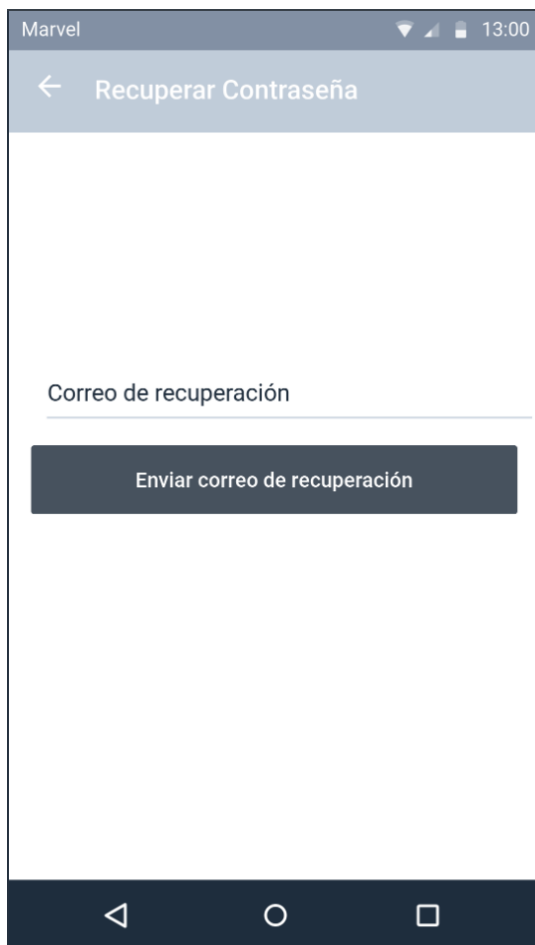 Marvel 13:00
Recuperar Contraseña
Correo de recuperación
Enviar correo de recuperación